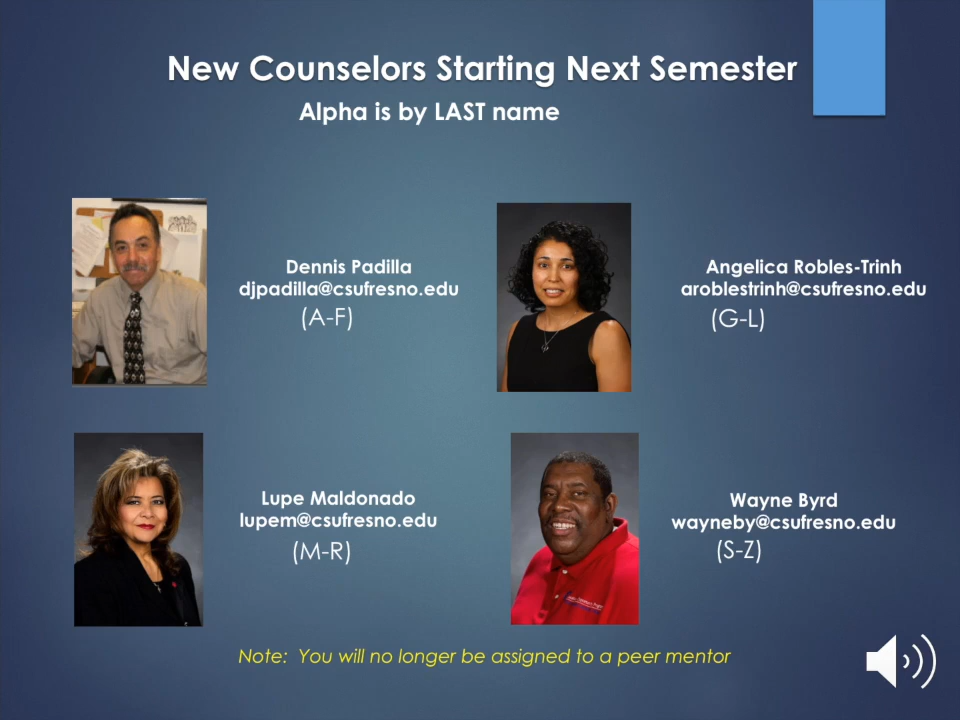 New Counselors Starting Next Semester
Alpha is by LAST name
Dennis Padilla
djpadilla@csufresno.edu
(A-F)
Angelica Robles-Trinh
aroblestrinh@csufresno.edu
(G-L)
Lupe Maldonado
lupem@csufresno.edu
(M-R)
Wayne Byrd
wayneby@csufresno.edu
(S-Z)
Note: You will no longer be assigned to a peer mentor